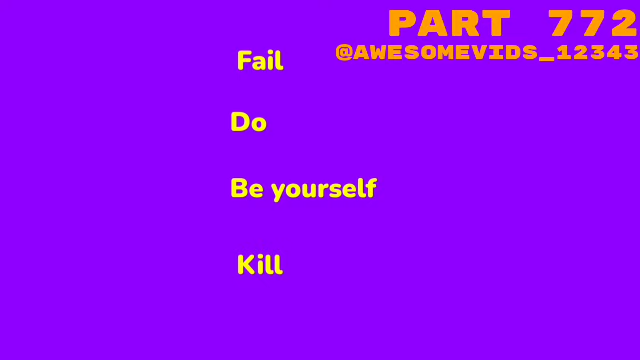 PART 772
@AWESOMEVIDS_12343
Fail
Do
Be yourself
Kill